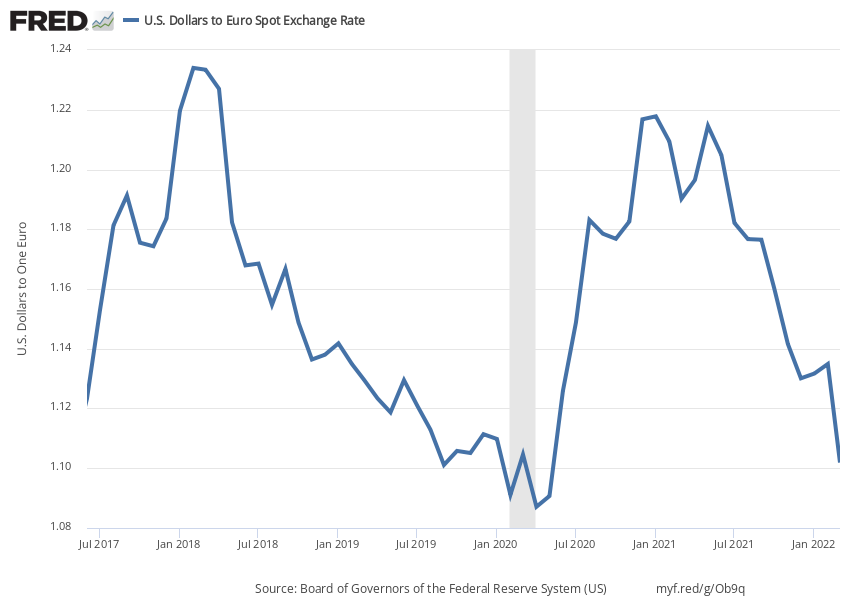 FRED
U.S. Dollars to Euro Spot Exchange Rate
U.S. Dollars to One Euro
1.24
1.22
1.20
1.18
1.16
1.14
1.12
1.10
1.08
Jul 2017 Jan 2018 Jul 2018 Jan 2019 Jul 2019 Jan 2020 Jul 2020 Jan 2021 Jul 2021 Jan 2022
Source: Board of Governors of the Federal Reserve System (US) myf.red/g/Ob9q